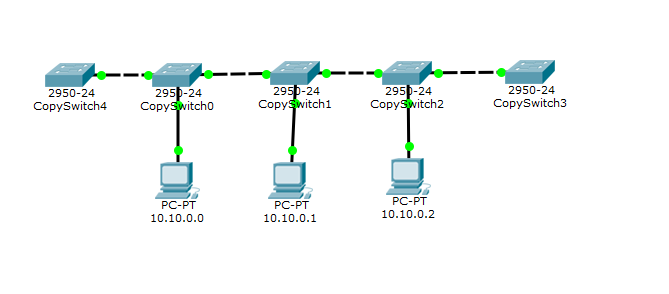 2950-24
CopySwitch4
2950-24
CopySwitch0
2950-24
CopySwitch1
2950-24
CopySwitch2
2950-24
CopySwitch3
PC-PT
10.10.0.0
PC-PT
10.10.0.1
PC-PT
10.10.0.2